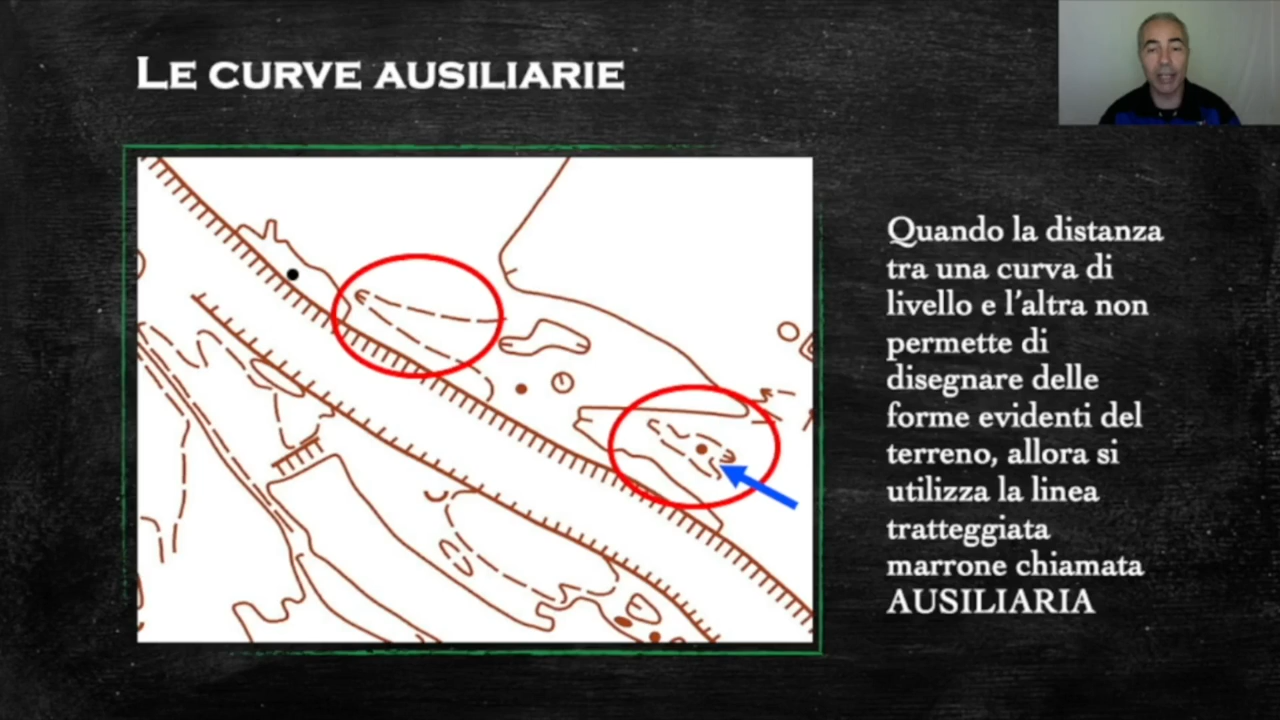 LE CURVE AUSILIARIE
Quando la distanza
tra una curva di
livello e l'altra non
permette di
disegnare delle
forme evidenti del
terreno, allora si
utilizza la linea
tratteggiata
marrone chiamata
AUSILIARIA